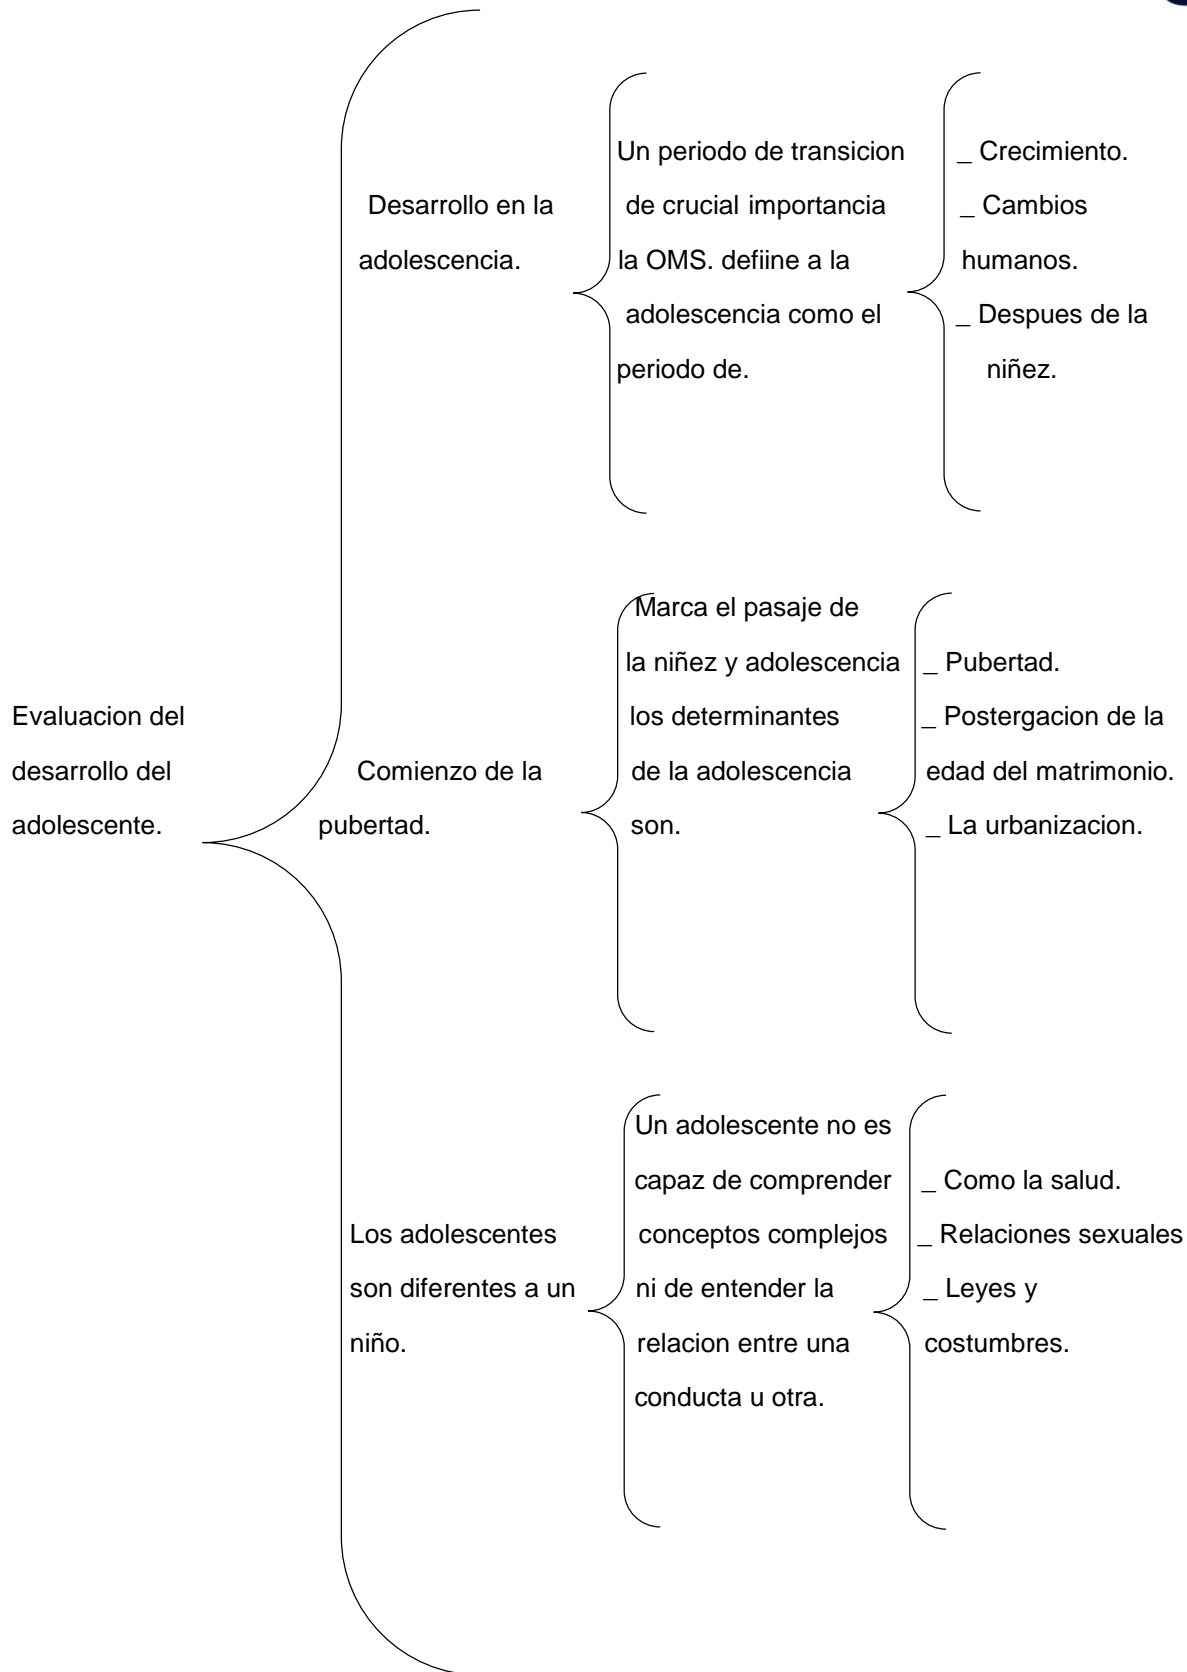 Evaluacion del
desarrollo del
adolescente.
Desarrollo en la
adolescencia.
Un periodo de transicion
de crucial importancia
la OMS. defiine a la
adolescencia como el
periodo de.
_ Crecimiento.
_ Cambios
humanos.
_ Despues de la
niñez.
Comienzo de la
pubertad.
Marca el pasaje de
la niñez y adolescencia
los determinantes
de la adolescencia
son.
_ Pubertad.
_ Postergacion de la
edad del matrimonio.
_ La urbanizacion.
Los adolescentes
son diferentes a un
niño.
Un adolescente no es
capaz de comprender
conceptos complejos
ni de entender la
relacion entre una
conducta u otra.
_ Como la salud.
_ Relaciones sexuales
_ Leyes y
costumbres.